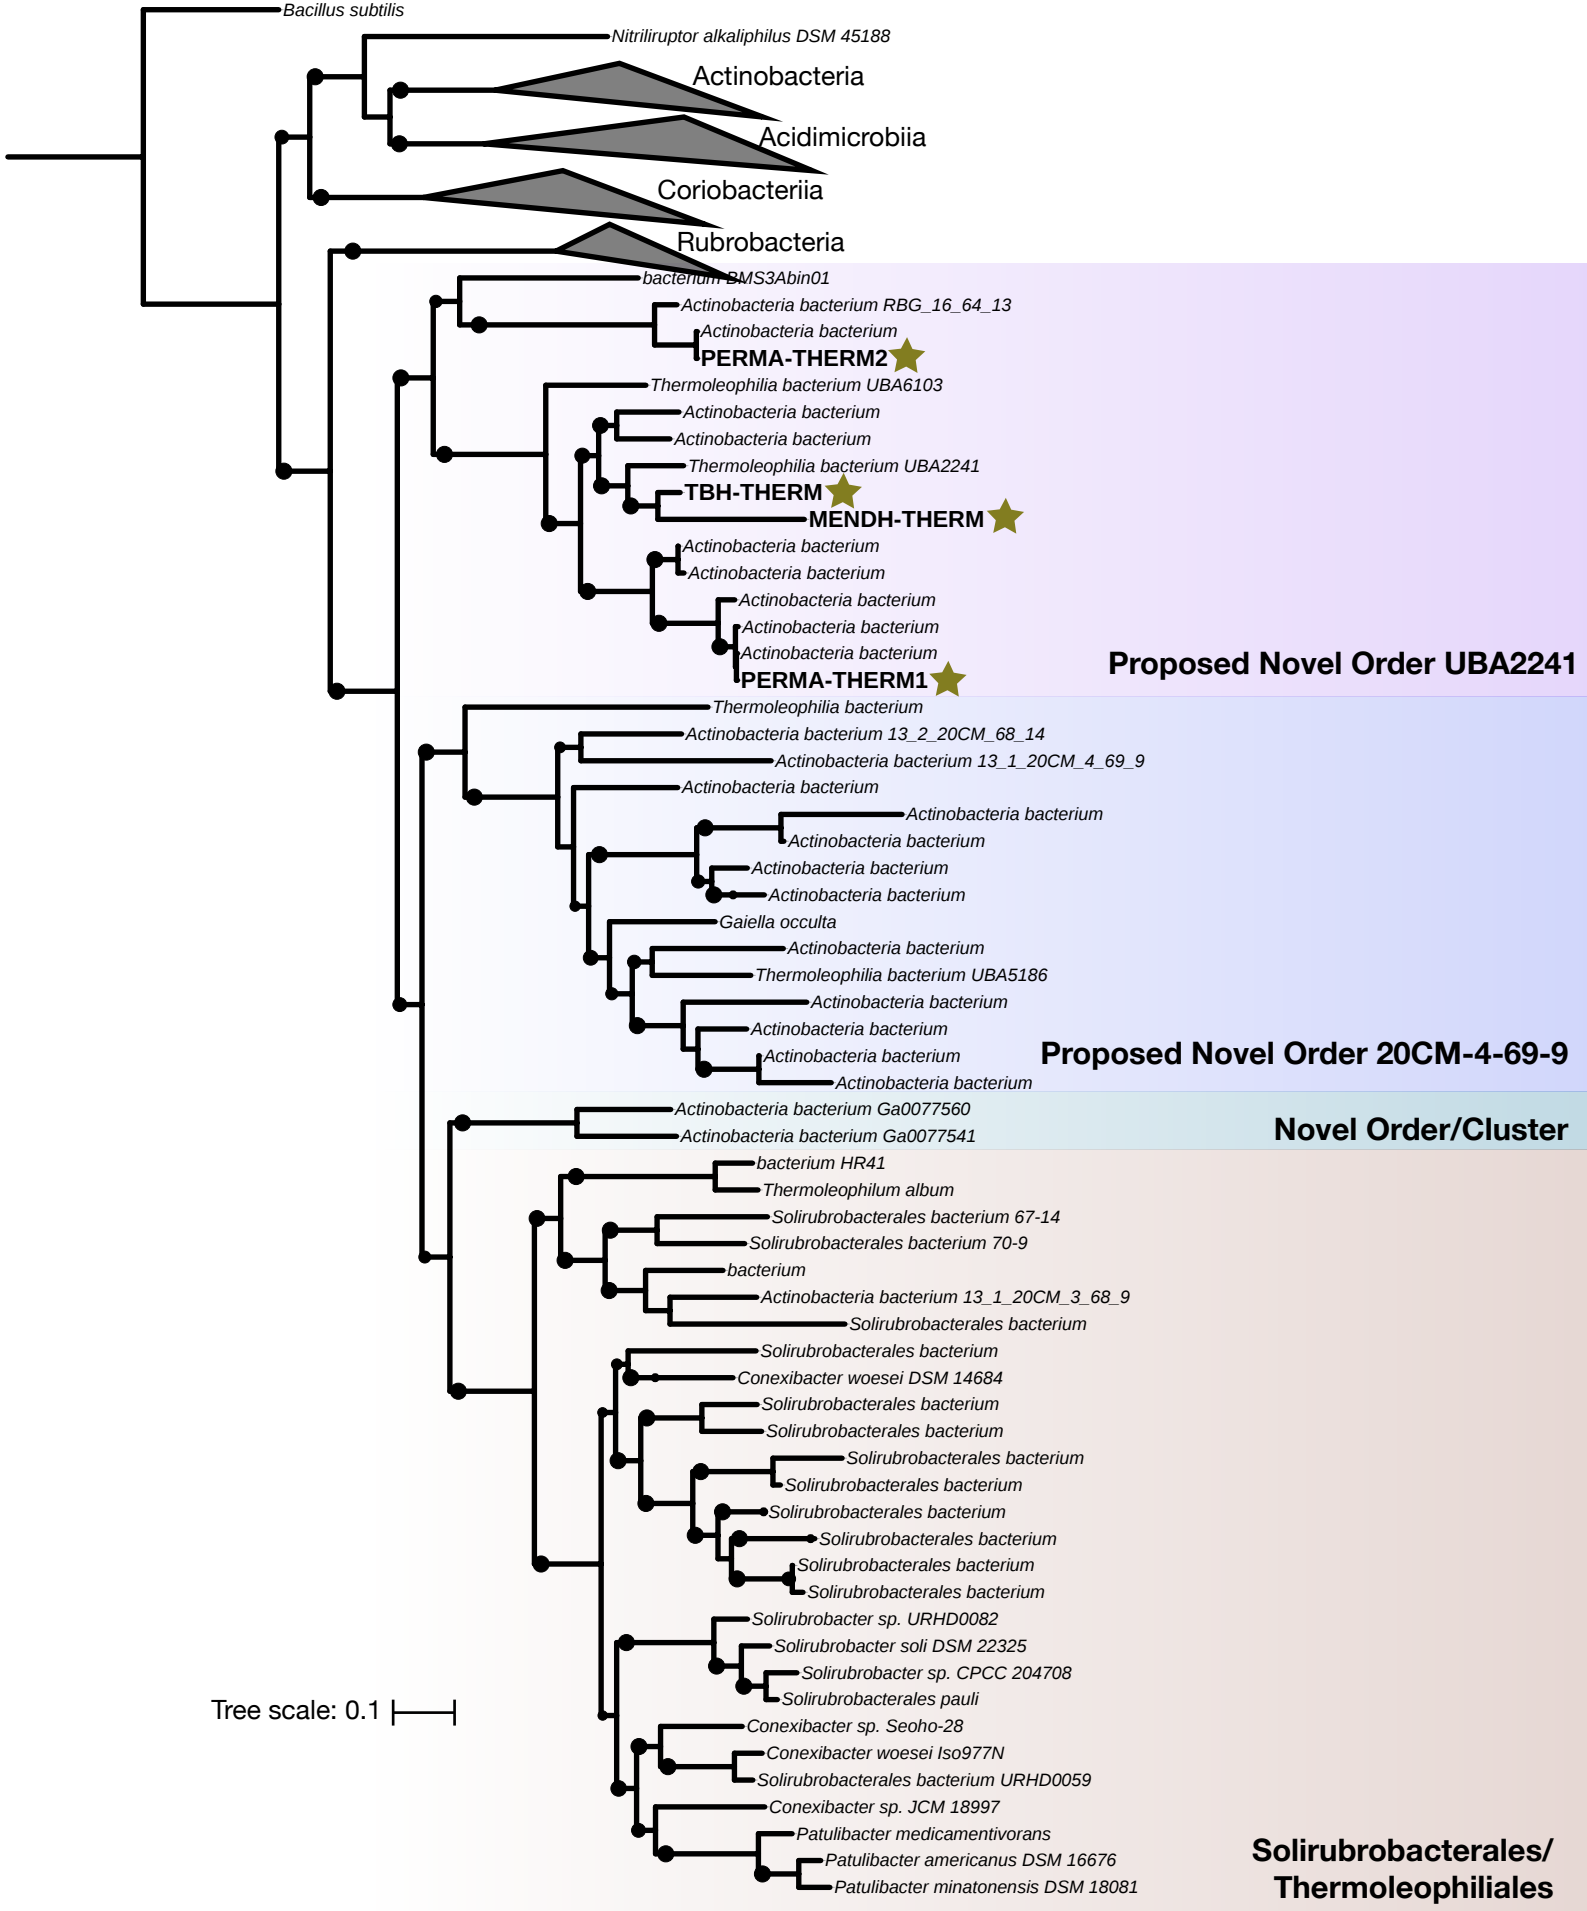 Bacillus subtilis
Nitriliruptor alkaliphilus DSM 45188
Actinobacteria
Acidimicrobiia
Coriobacteriia
Rubrobacteria
bacterium BMS3Abin01
Actinobacteria bacterium RBG_16_64_13
Actinobacteria bacterium
PERMA-THERM2
Thermoleophilia bacterium UBA6103
Actinobacteria bacterium
Actinobacteria bacterium
Thermoleophilia bacterium UBA2241
TBH-THERM
MENDH-THERM
Actinobacteria bacterium
Actinobacteria bacterium
Actinobacteria bacterium
Actinobacteria bacterium
Actinobacteria bacterium
Proposed Novel Order UBA2241
PERMA-THERM1
Thermoleophilia bacterium
Actinobacteria bacterium 13_2_20CM_68_14
Actinobacteria bacterium 13_1_20CM_4_69_9
Actinobacteria bacterium
Actinobacteria bacterium
Actinobacteria bacterium
Actinobacteria bacterium
Actinobacteria bacterium
Gaiella occulta
Actinobacteria bacterium
Thermoleophilia bacterium UBA5186
Actinobacteria bacterium
Actinobacteria bacterium
Actinobacteria bacterium
Proposed Novel Order 20CM-4-69-9
Actinobacteria bacterium
Actinobacteria bacterium Ga0077560
Novel Order/Cluster
Actinobacteria bacterium Ga0077541
bacterium HR41
Thermoleophilum album
Solirubrobacterales bacterium 67-14
Solirubrobacterales bacterium 70-9
bacterium
Actinobacteria bacterium 13_1_20CM_3_68_9
Solirubrobacterales bacterium
Solirubrobacterales bacterium
Conexibacter woesei DSM 14684
Solirubrobacterales bacterium
Solirubrobacterales bacterium
Solirubrobacterales bacterium
Solirubrobacterales bacterium
Solirubrobacterales bacterium
Solirubrobacterales bacterium
Solirubrobacterales bacterium
Solirubrobacterales bacterium
Solirubrobacter sp. URHD0082
Solirubrobacter soli DSM 22325
Solirubrobacter sp. CPCC 204708
Solirubrobacterales pauli
Tree scale: 0.1
Conexibacter sp. Seoho-28
Conexibacter woesei Iso977N
Solirubrobacterales bacterium URHD0059
Conexibacter sp. JCM 18997
Patulibacter medicamentivorans
Patulibacter americanus DSM 16676
Patulibacter minatonensis DSM 18081
Solirubrobacterales/
Thermoleophiliales